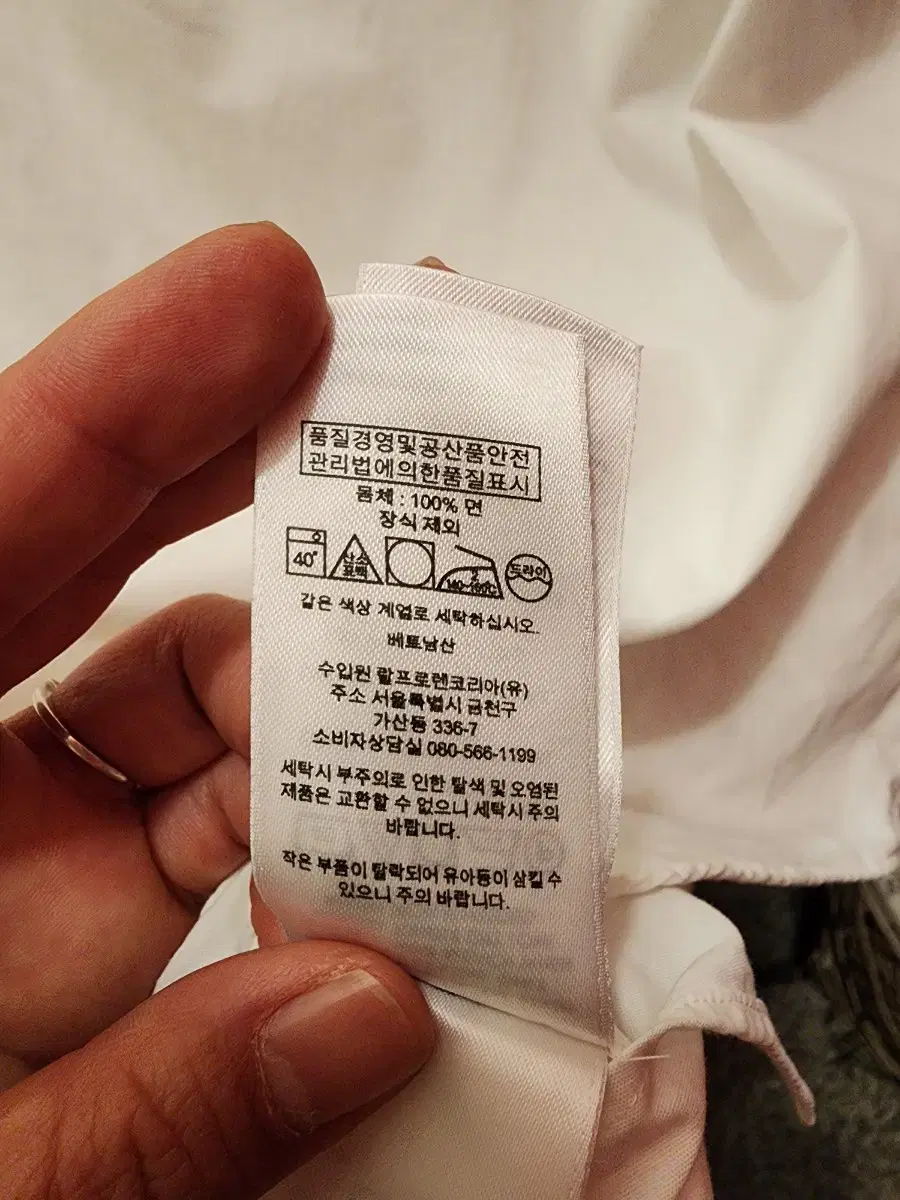 품질경영및공산품안전
관리법에의한품질표시
몸체 : 100% 면
장식 제외
40°
산소
표백
2
140~160℃
드라이
같은 색상 계열로 세탁하십시오.
베트남산
수입원 랄프로렌코리아(유)
주소 서울특별시 금천구
가산동 336-7
소비자상담실 080-566-1199
세탁시 부주의로 인한 탈색 및 오염된
제품은 교환할 수 없으니 세탁시 주의
바랍니다.
작은 부품이 탈락되어 유아등이 삼킬 수
있으니 주의 바랍니다.